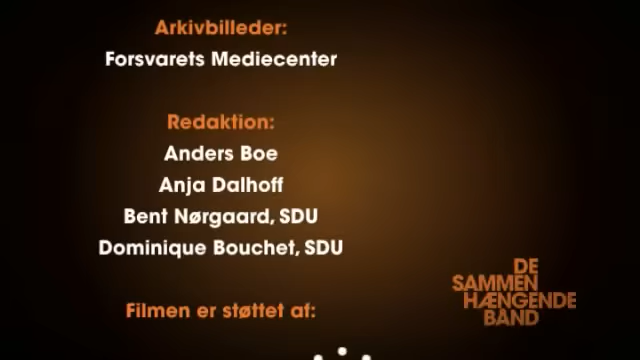 Arkivbilleder:
Forsvarets Mediecenter
Redaktion:
Anders Boe
Anja Dalhoff
Bent Nørgaard, SDU
Dominique Bouchet, SDU
Filmen er støttet af:
DE
SAMMEN
HÆNGENDE
BAND